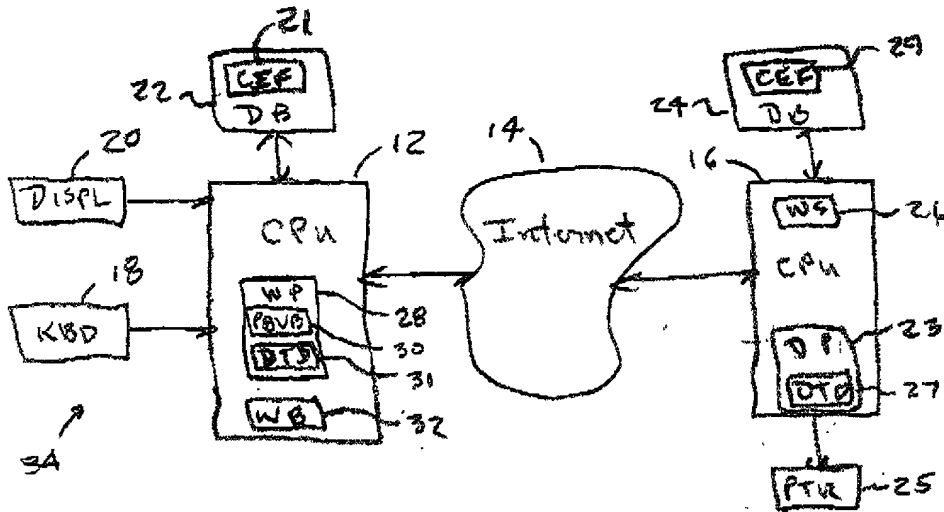 21
CEF
DB
22
20
DISPL
12
CPU
18
KBD
WP
28
PBVB
30
DTD
31
WB
32
34
14
Internet
29
CEF
DB
24
16
WS
26
CPU
DP
23
DTD
27
PTR
25